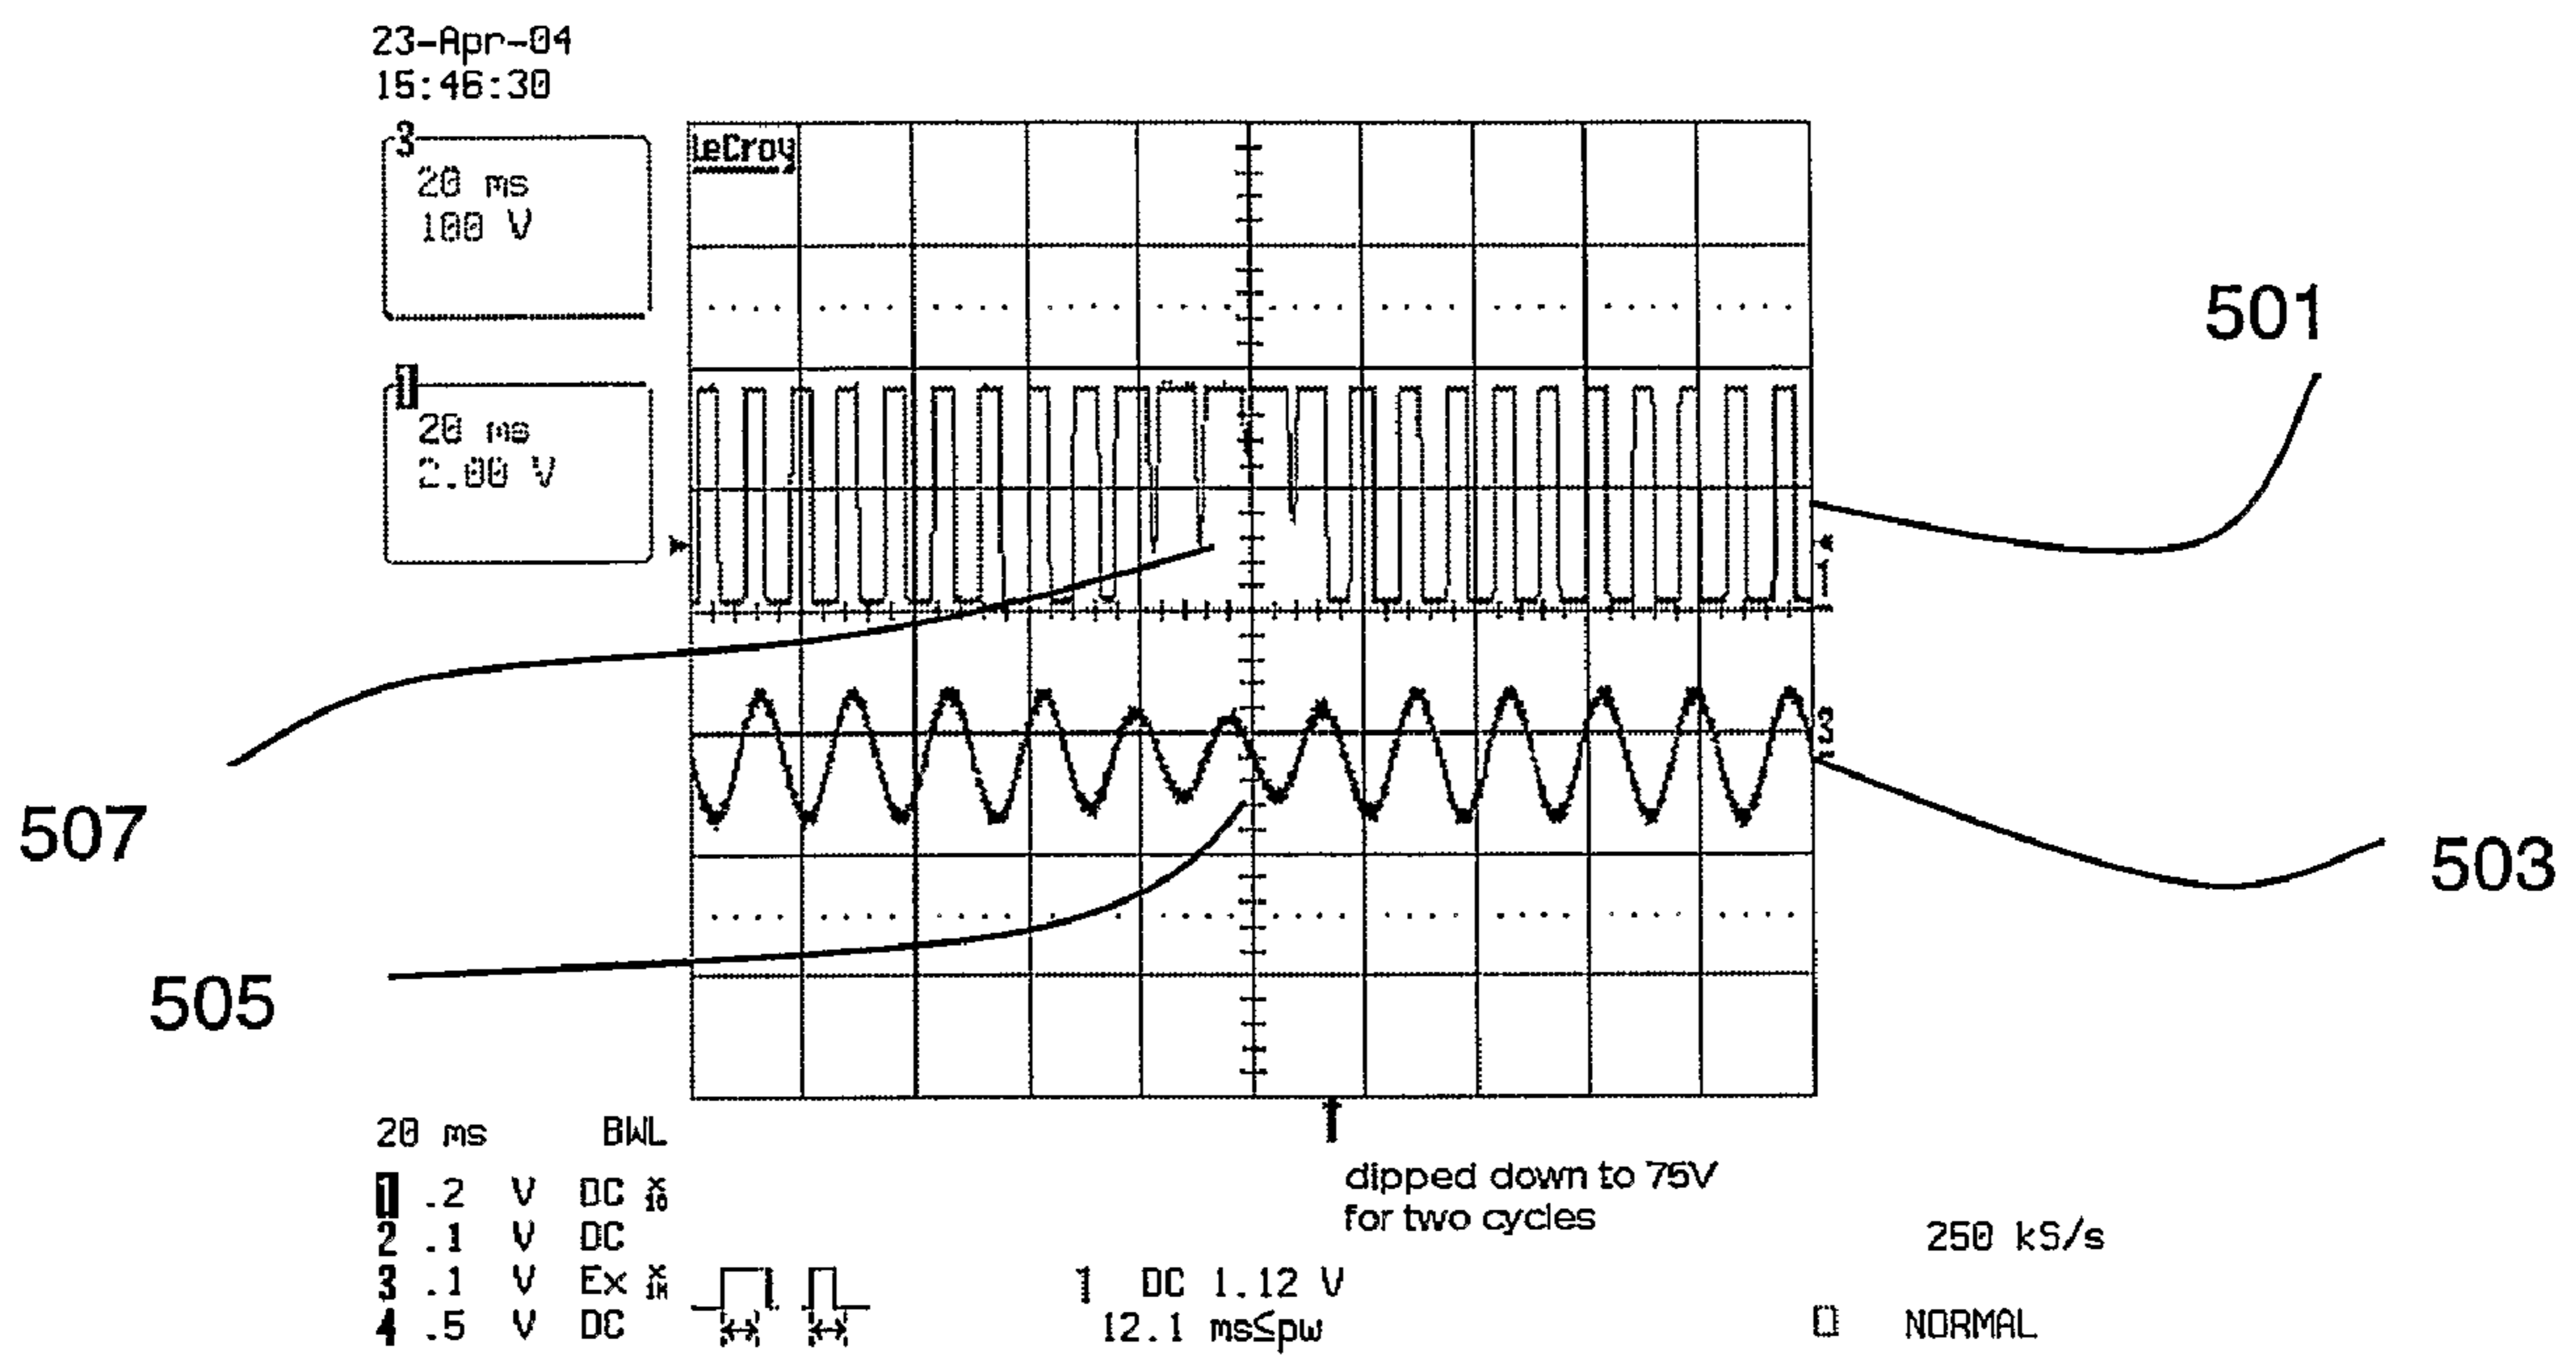 23-Apr-04
15:46:30
3
20 ms
100 V
LeCroy
1
20 ms
2.00 V
501
1
3
507
503
505
20 ms BWL
1 .2 V DC x10
2 .1 V DC
3 .1 V Ex x1M
4 .5 V DC
dipped down to 75V
for two cycles
1 DC 1.12 V
12.1 ms≤pw
250 kS/s
NORMAL